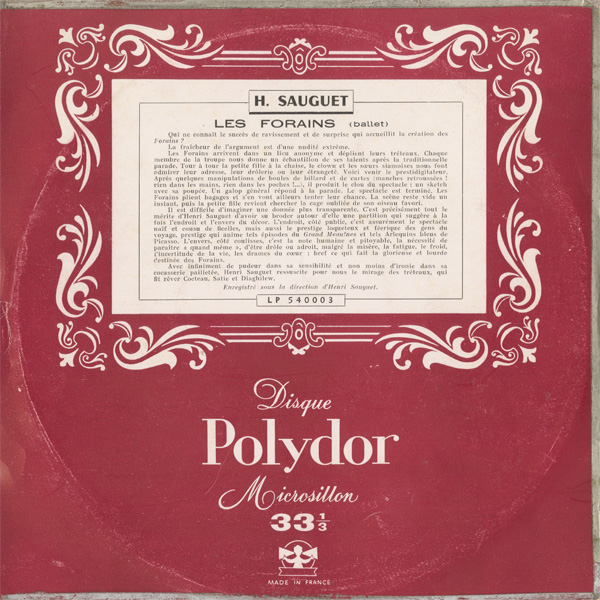 H. SAUGUET
LES FORAINS (ballet)
Qui ne connaît le succès de ravissement et de surprise qui accueillit la création des
Forains ?
La fraîcheur de l'argument est d'une nudité extrême.
Les Forains arrivent dans un lieu anonyme et déplient leurs tréteaux. Chaque
membre de la troupe nous donne un échantillon de ses talents après la traditionnelle
parade. Tour à tour la petite fille à la chaise, le clown et les sœurs siamoises nous font
admirer leur adresse, leur drôlerie ou leur étrangeté. Voici venir le prestidigitateur.
Après quelques manipulations de boules de billard et de cartes (manches retroussées :
rien dans les mains, rien dans les poches !...), il produit le clou du spectacle : un sketch
avec sa poupée. Un galop général répond à la parade. Le spectacle est terminé. Les
Forains plient bagages et s'en vont ailleurs tenter leur chance. La scène reste vide un
instant, puis la petite fille revient chercher la cage oubliée de son oiseau favori.
Il est difficile d'imaginer une donnée plus transparente. C'est précisément tout le
mérite d'Henri Sauguet d'avoir su broder autour d'elle une partition qui suggère à la
fois l'endroit et l'envers du décor. L'endroit, côté public, c'est assurément le spectacle
naïf et cousu de ficelles, mais aussi le prestige loqueteux et féerique des gens du
voyage, prestige qui anime tels épisodes du Grand Meaulnes et tels Arlequins bleus de
Picasso. L'envers, côté coulisses, c'est la note humaine et pitoyable, la nécessité de
paraître « quand même », d'être drôle ou adroit, malgré la misère, la fatigue, le froid,
l'incertitude de la vie, les drames du cœur : bref ce qui fait la glorieuse et lourde
destinée des Forains.
Avec infiniment de pudeur dans sa sensibilité et non moins d'ironie dans sa
cocasserie pailletée, Henri Sauguet ressuscite pour nous le mirage des tréteaux, qui
fit rêver Cocteau, Satie et Diaghilew.
Enregistré sous la direction d'Henri Sauguet.
LP 540003
Disque
Polydor
Microsillon
33 1/3
MADE IN FRANCE